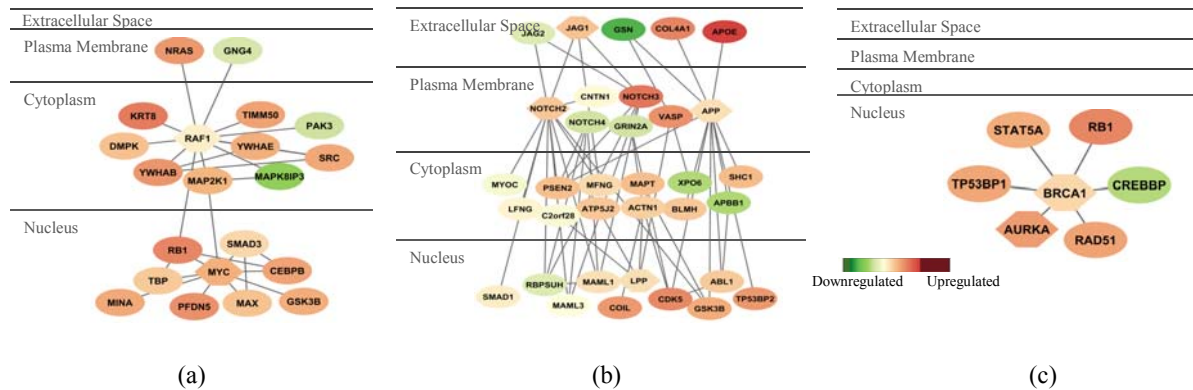 Extracellular Space
Plasma Membrane
NRAS
GNG4
Cytoplasm
KRT8
TIMM50
RAF1
PAK3
DMPK
YWHAE
SRC
YWHAB
MAP2K1
MAPK8IP3
Nucleus
RB1
SMAD3
TBP
MYC
CEBPB
MINA
PFDN5
MAX
GSK3B
(a)
Extracellular Space
JAG2
JAG1
GSN
COL4A1
APOE
Plasma Membrane
CNTN1
NOTCH3
NOTCH2
APP
NOTCH4
GRIN2A
VASP
Cytoplasm
MYOC
PSEN2
MFNG
MAPT
XPO6
SHC1
LFNG
C2orf28
ATP5J2
ACTN1
BLMH
APBB1
Nucleus
RBPSUH
MAML1
LPP
ABL1
SMAD1
MAML3
COIL
CDK5
GSK3B
TP53BP2
(b)
Extracellular Space
Plasma Membrane
Cytoplasm
Nucleus
STAT5A
RB1
TP53BP1
BRCA1
CREBBP
AURKA
RAD51
Downregulated
Upregulated
(c)